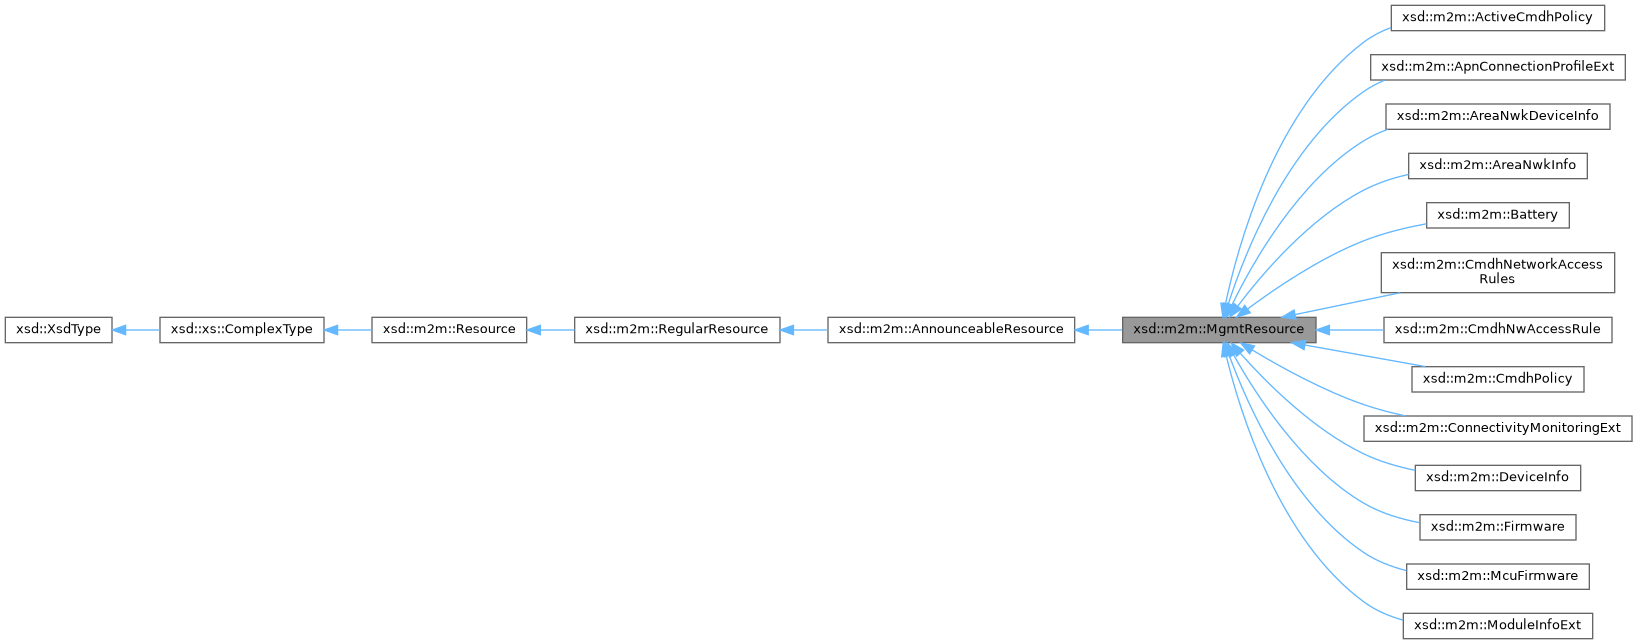 xsd::m2m::ActiveCmdhPolicy
xsd::m2m::ApnConnectionProfileExt
xsd::m2m::AreaNwkDeviceInfo
xsd::m2m::AreaNwkInfo
xsd::m2m::Battery
xsd::m2m::CmdhNetworkAccess
Rules
xsd::XsdType
xsd::xs::ComplexType
xsd::m2m::Resource
xsd::m2m::RegularResource
xsd::m2m::AnnounceableResource
xsd::m2m::MgmtResource
xsd::m2m::CmdhNwAccessRule
xsd::m2m::CmdhPolicy
xsd::m2m::ConnectivityMonitoringExt
xsd::m2m::DeviceInfo
xsd::m2m::Firmware
xsd::m2m::McuFirmware
xsd::m2m::ModuleInfoExt